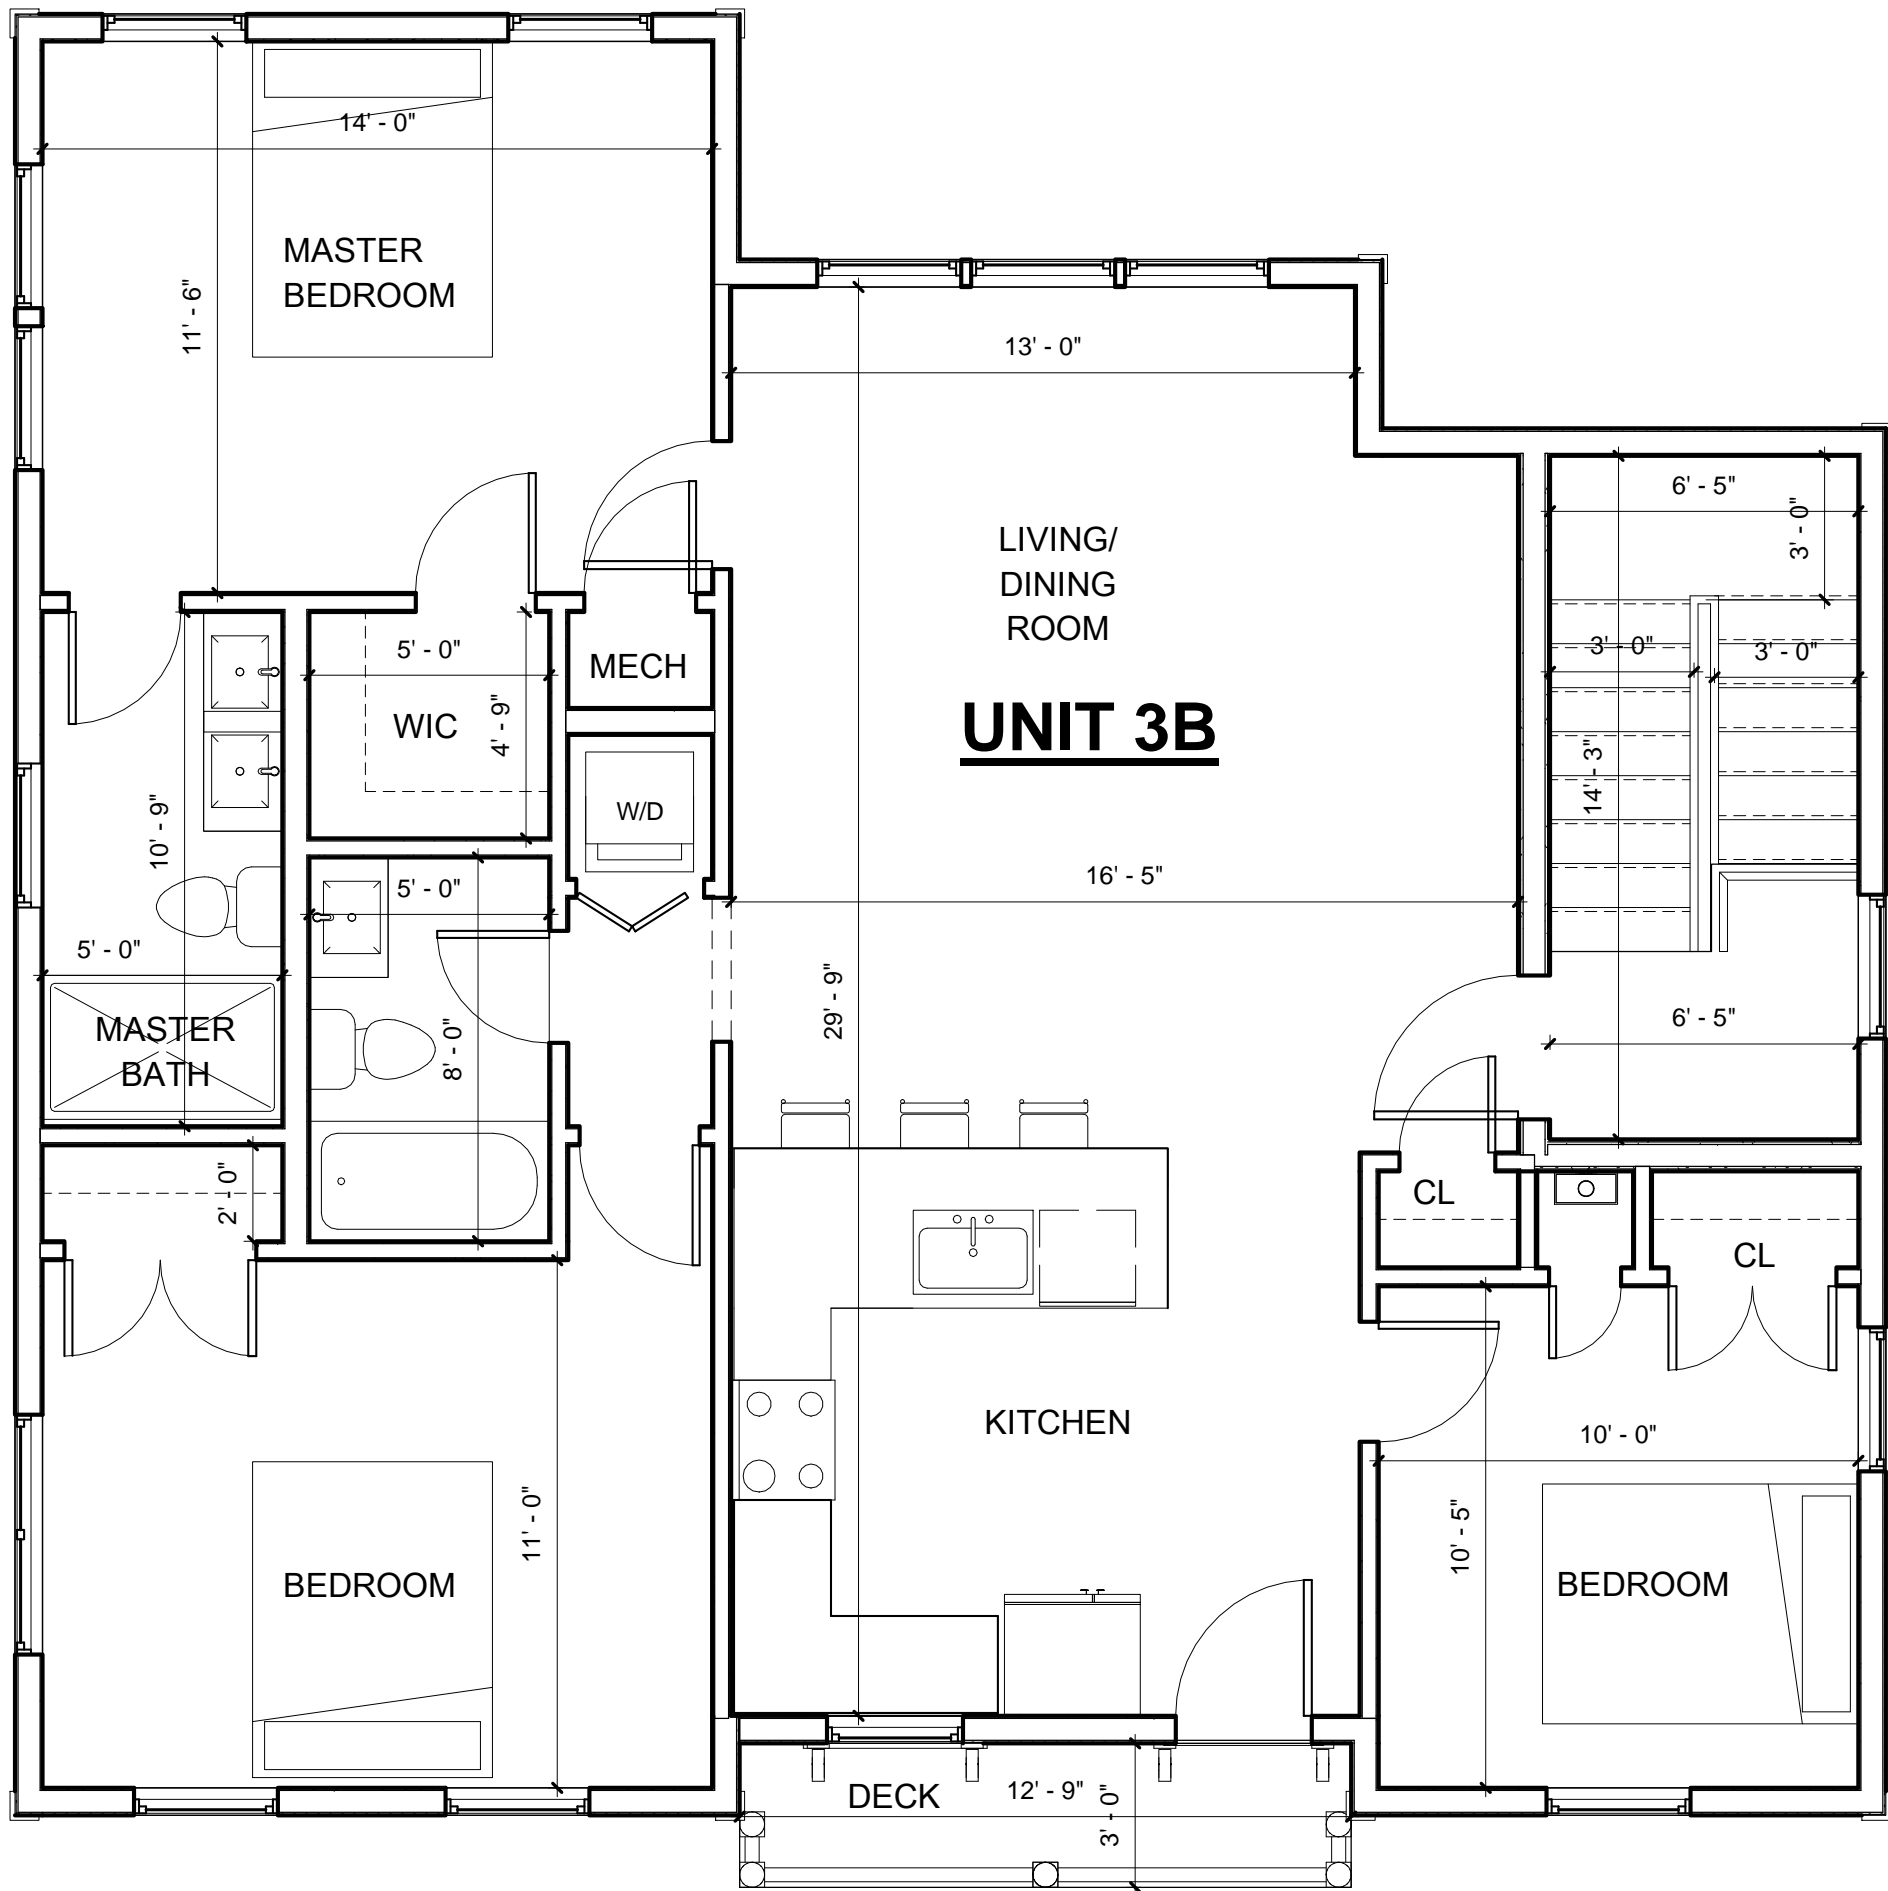 14' - 0"
MASTER
BEDROOM
11' - 6"
13' - 0"
6' - 5"
3' - 0"
LIVING/
DINING
ROOM
5' - 0"
MECH
3' - 0"
3' - 0"
WIC
4' - 9"
UNIT 3B
14' - 3"
W/D
10' - 9"
5' - 0"
16' - 5"
5' - 0"
29' - 9"
6' - 5"
MASTER
BATH
8' - 0"
2' - 0"
CL
CL
KITCHEN
10' - 0"
11' - 0"
10' - 5"
BEDROOM
BEDROOM
DECK
12' - 9"
3' - 0"